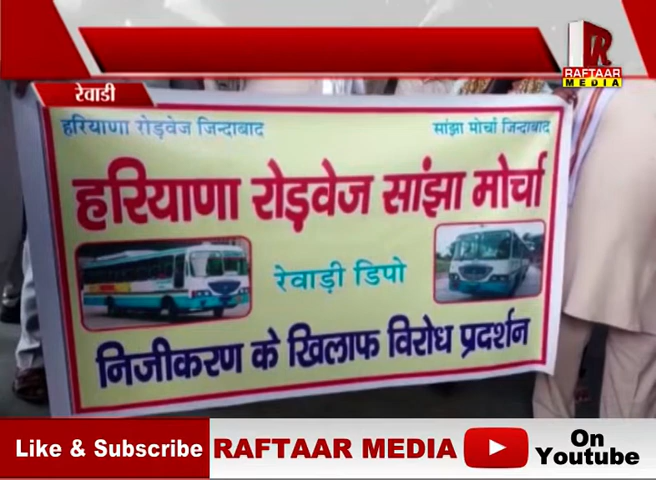 RAFTAAR
MEDIA
रेवाडी
हरियाणा रोड़वेज जिन्दाबाद
सांझा मोर्चा जिन्दाबाद
हरियाणा रोड़वेज सांझा मोर्चा
रेवाड़ी डिपो
निजीकरण के खिलाफ विरोध प्रदर्शन
Like & Subscribe RAFTAAR MEDIA On
Youtube